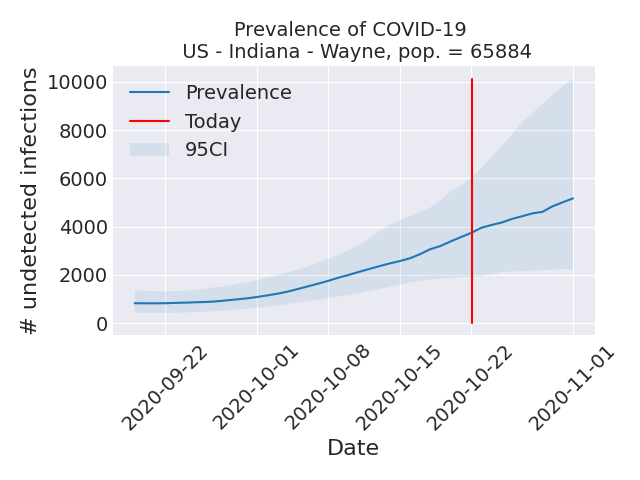 Prevalence of COVID-19
US - Indiana - Wayne, pop. = 65884
# undetected infections
10000
8000
6000
4000
2000
0
Prevalence
Today
95CI
2020-09-22
2020-10-01
2020-10-08
2020-10-15
2020-10-22
2020-11-01
Date